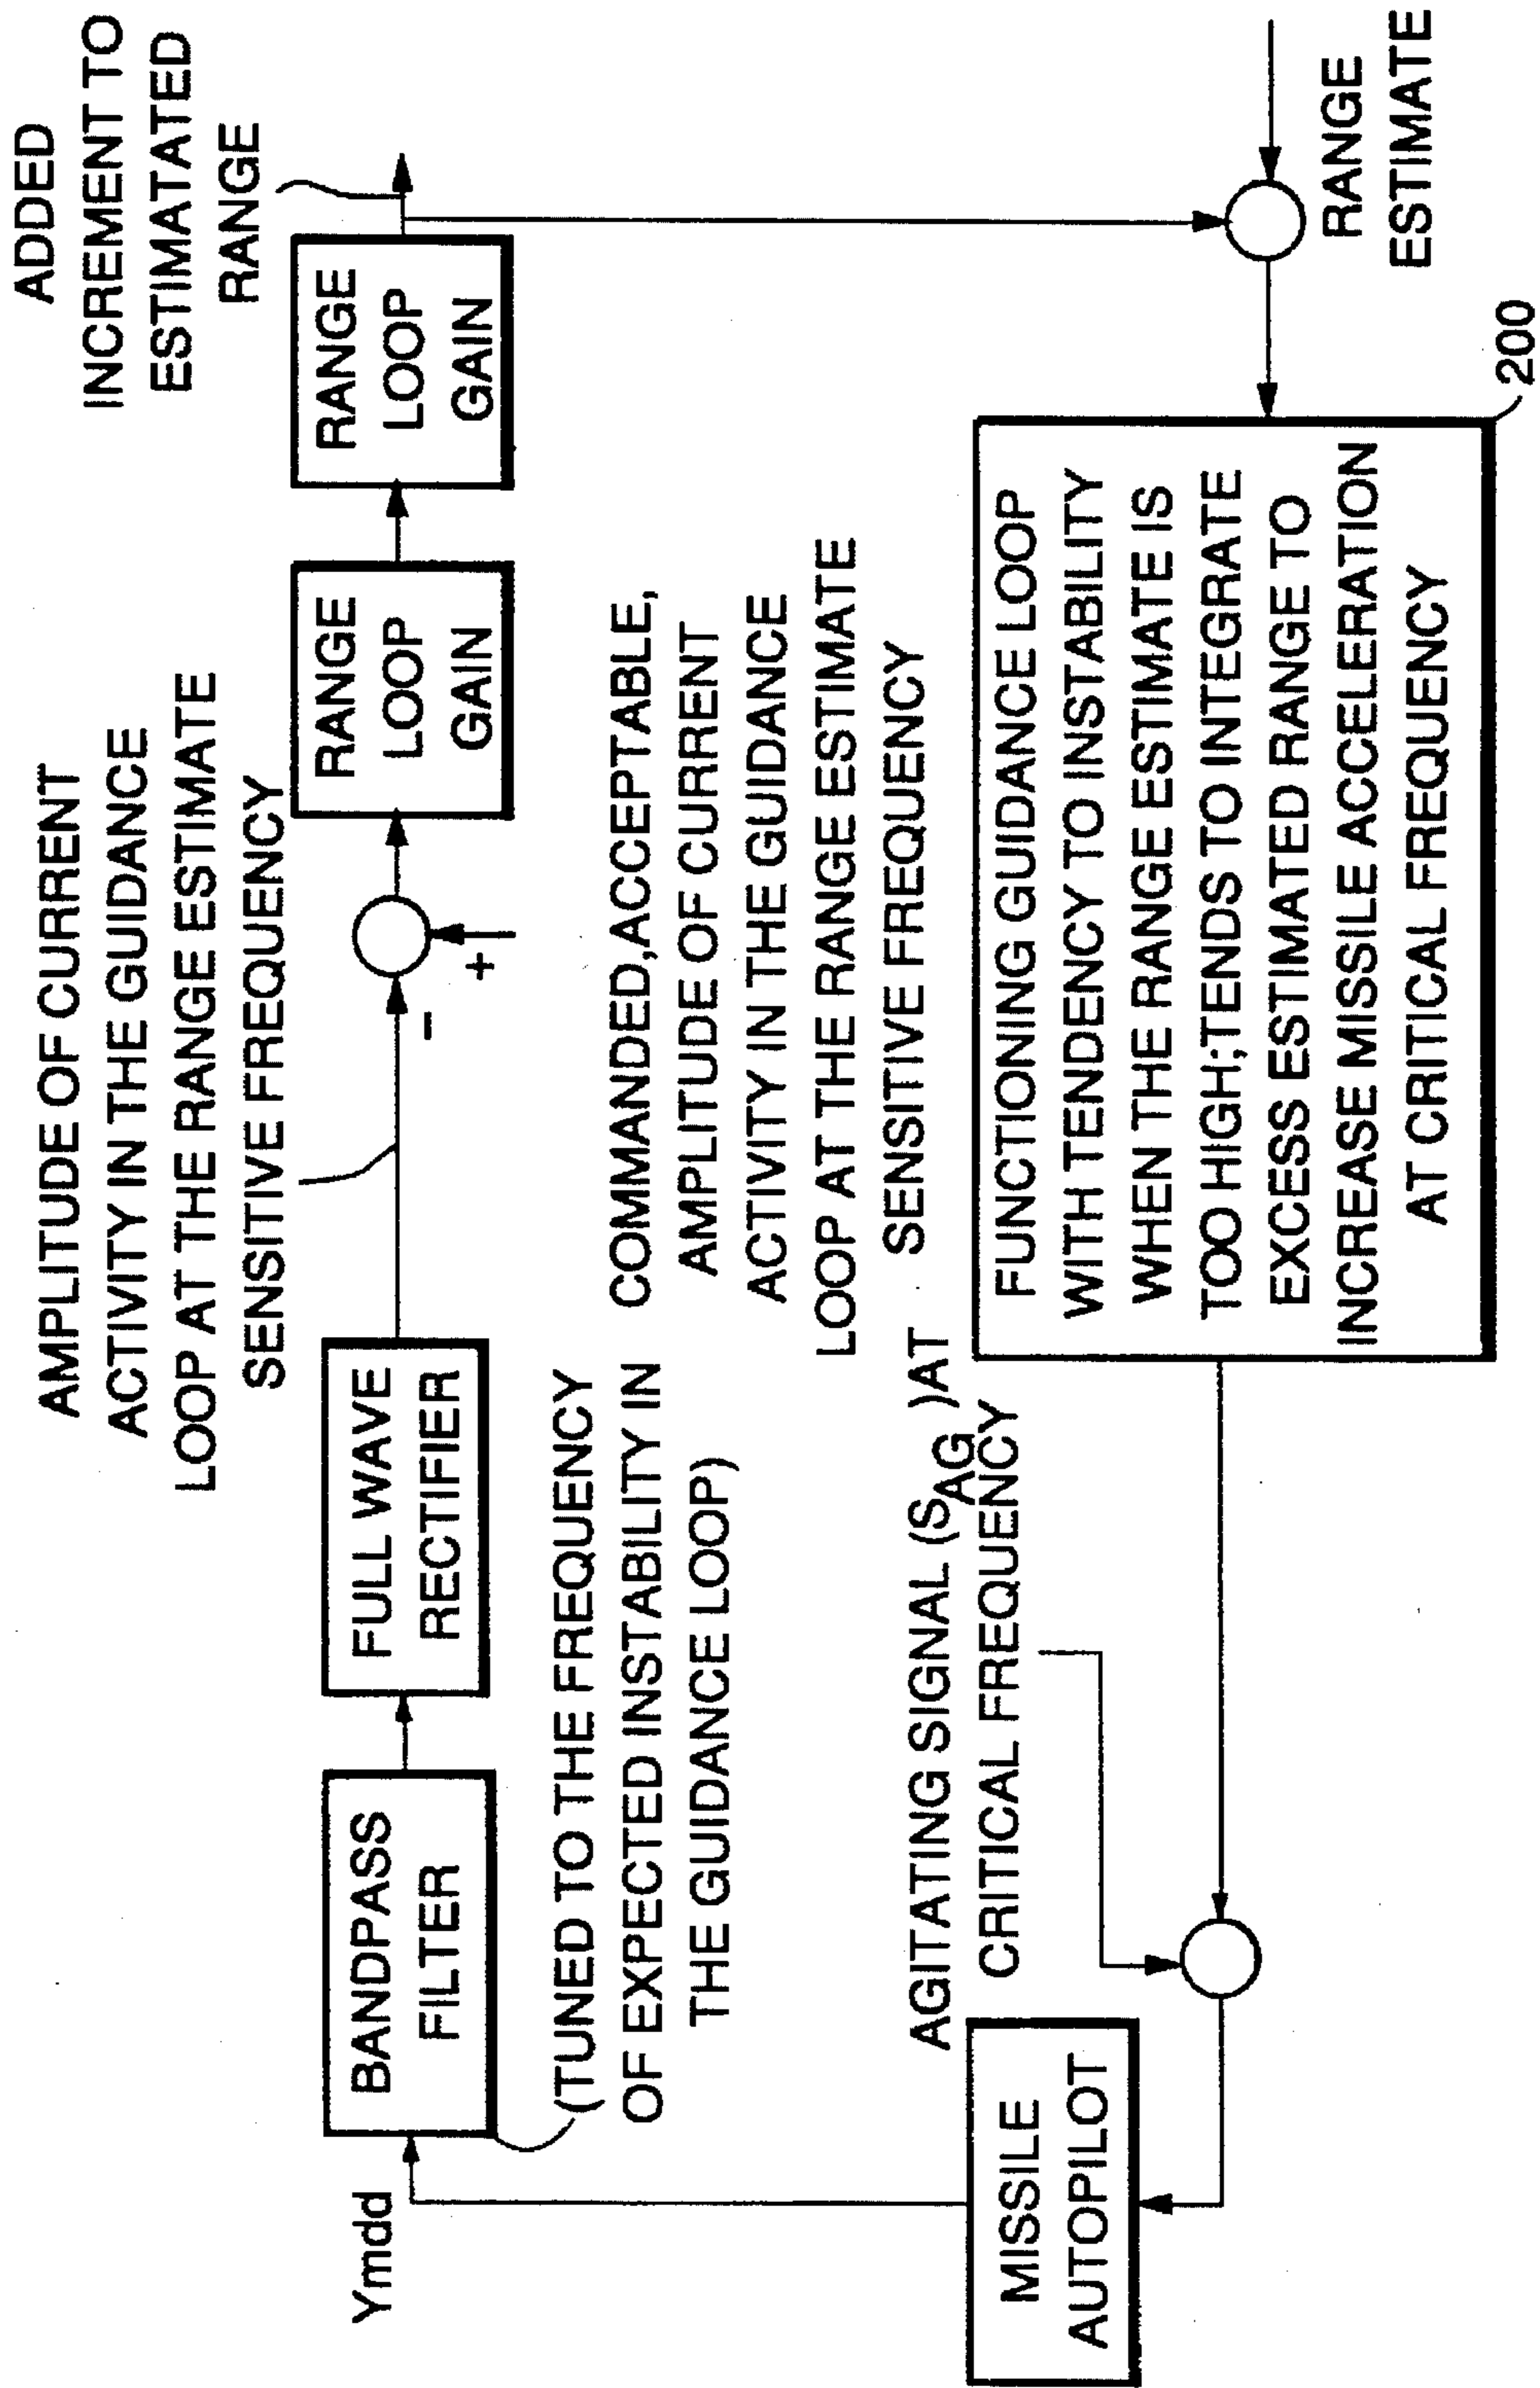 AMPLITUDE OF CURRENT
ACTIVITY IN THE GUIDANCE
LOOP AT THE RANGE ESTIMATE
SENSITIVE FREQUENCY
ADDED
INCREMENT TO
ESTIMATATED
RANGE
Ymdd
BANDPASS
FILTER
FULL WAVE
RECTIFIER
-
+
RANGE
LOOP
GAIN
RANGE
LOOP
GAIN
(TUNED TO THE FREQUENCY
OF EXPECTED INSTABILITY IN
THE GUIDANCE LOOP)
COMMANDED,ACCEPTABLE,
AMPLITUDE OF CURRENT
ACTIVITY IN THE GUIDANCE
LOOP AT THE RANGE ESTIMATE
SENSITIVE FREQUENCY
AGITATING SIGNAL (SAG )AT
CRITICAL FREQUENCY
MISSILE
AUTOPILOT
FUNCTIONING GUIDANCE LOOP
WITH TENDENCY TO INSTABILITY
WHEN THE RANGE ESTIMATE IS
TOO HIGH;TENDS TO INTEGRATE
EXCESS ESTIMATED RANGE TO
INCREASE MISSILE ACCELERATION
AT CRITICAL FREQUENCY
RANGE
ESTIMATE
200